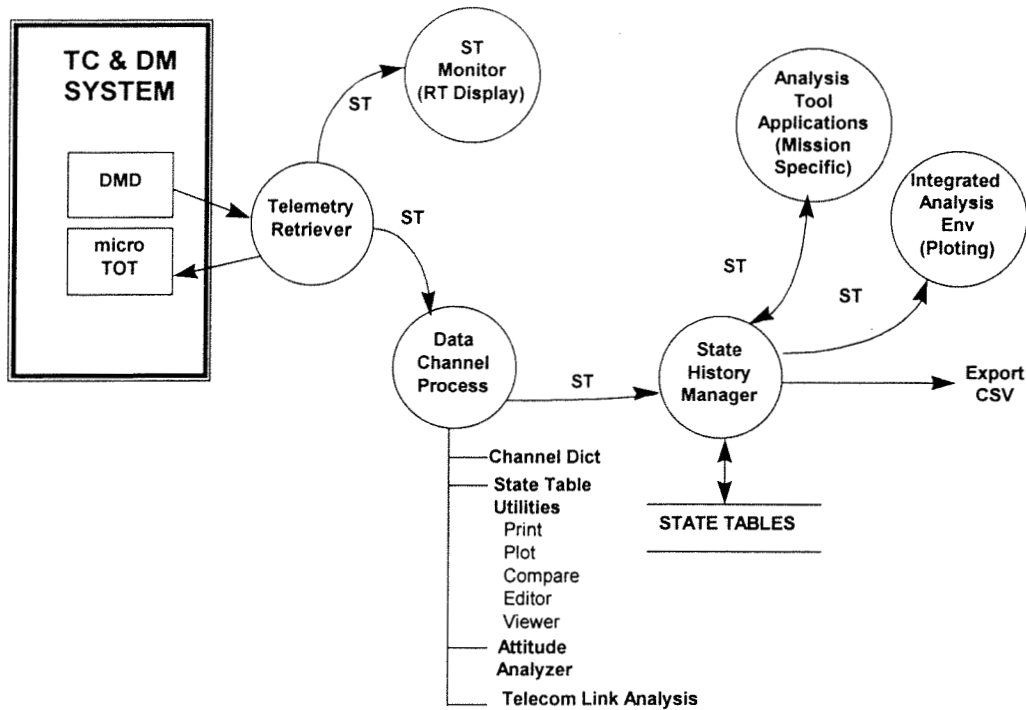 TC & DM
SYSTEM
DMD
micro
TOT
Telemetry
Retriever
ST
ST
Monitor
(RT Display)
ST
Data
Channel
Process
ST
State
History
Manager
ST
Analysis
Tool
Applications
(Mission
Specific)
ST
Integrated
Analysis
Env
(Ploting)
Export
CSV
STATE TABLES
Channel Dict
State Table
Utilities
Print
Plot
Compare
Editor
Viewer
Attitude
Analyzer
Telecom Link Analysis